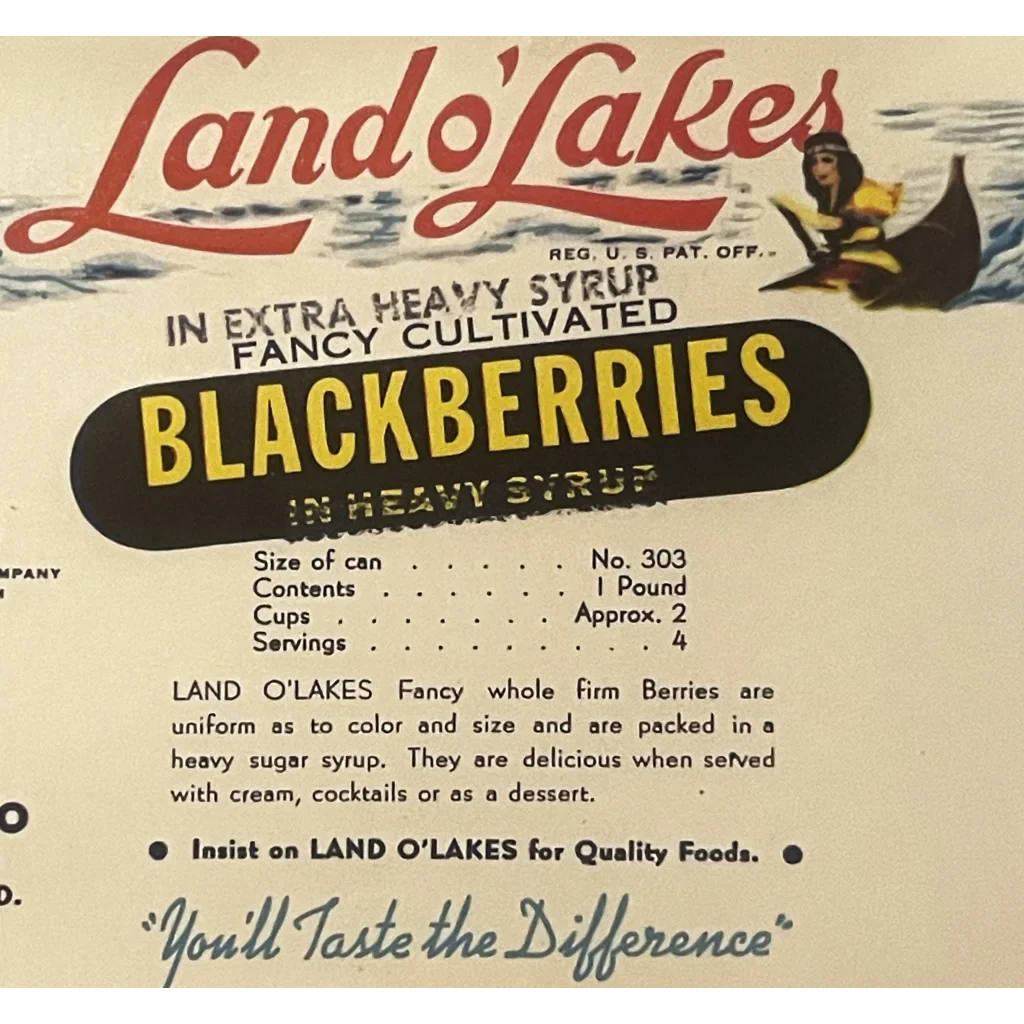 Land o'Lakes
REG. U. S. PAT. OFF.
IN EXTRA HEAVY SYRUP
FANCY CULTIVATED
BLACKBERRIES
IN HEAVY SYRUP
MPANY
Size of can . . . . . No. 303
Contents . . . . . . 1 Pound
Cups . . . . . . . Approx. 2
Servings . . . . . . . . . 4
LAND O'LAKES Fancy whole firm Berries are
uniform as to color and size and are packed in a
heavy sugar syrup. They are delicious when served
with cream, cocktails or as a dessert.
O
• Insist on LAND O'LAKES for Quality Foods. •
D.
"You'll Taste the Difference"